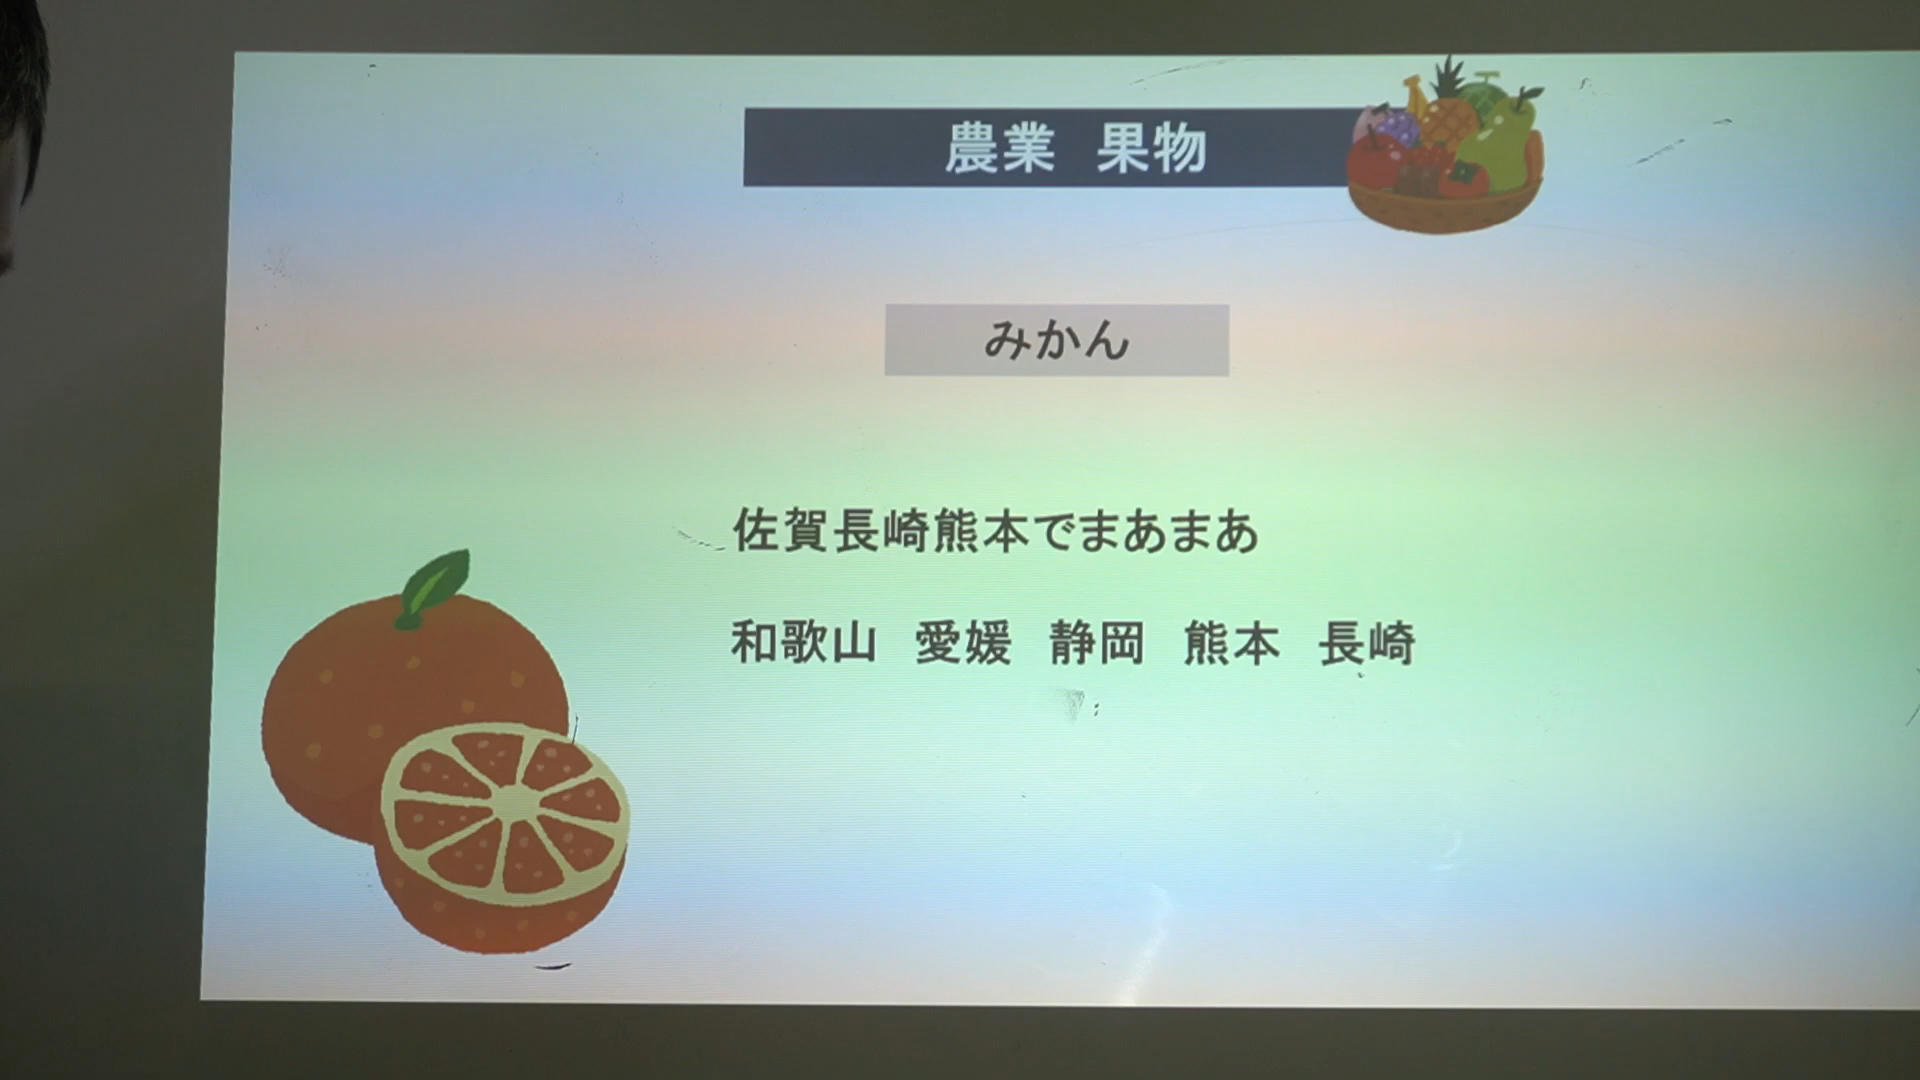 農業　果物
みかん
佐賀長崎熊本でまあまあ
和歌山　愛媛　静岡　熊本　長崎